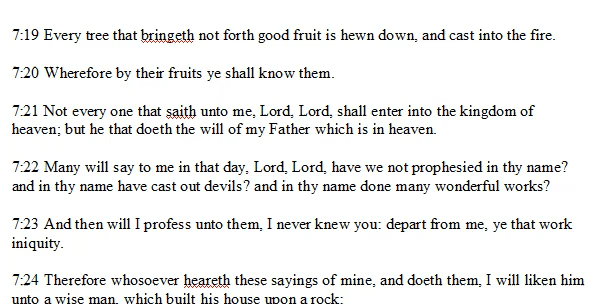 7:19 Every tree that bringeth not forth good fruit is hewn down, and cast into the fire.
7:20 Wherefore by their fruits ye shall know them.
7:21 Not every one that saith unto me, Lord, Lord, shall enter into the kingdom of
heaven; but he that doeth the will of my Father which is in heaven.
7:22 Many will say to me in that day, Lord, Lord, have we not prophesied in thy name?
and in thy name have cast out devils? and in thy name done many wonderful works?
7:23 And then will I profess unto them, I never knew you: depart from me, ye that work
iniquity.
7:24 Therefore whosoever heareth these sayings of mine, and doeth them, I will liken him
unto a wise man, which built his house upon a rock: